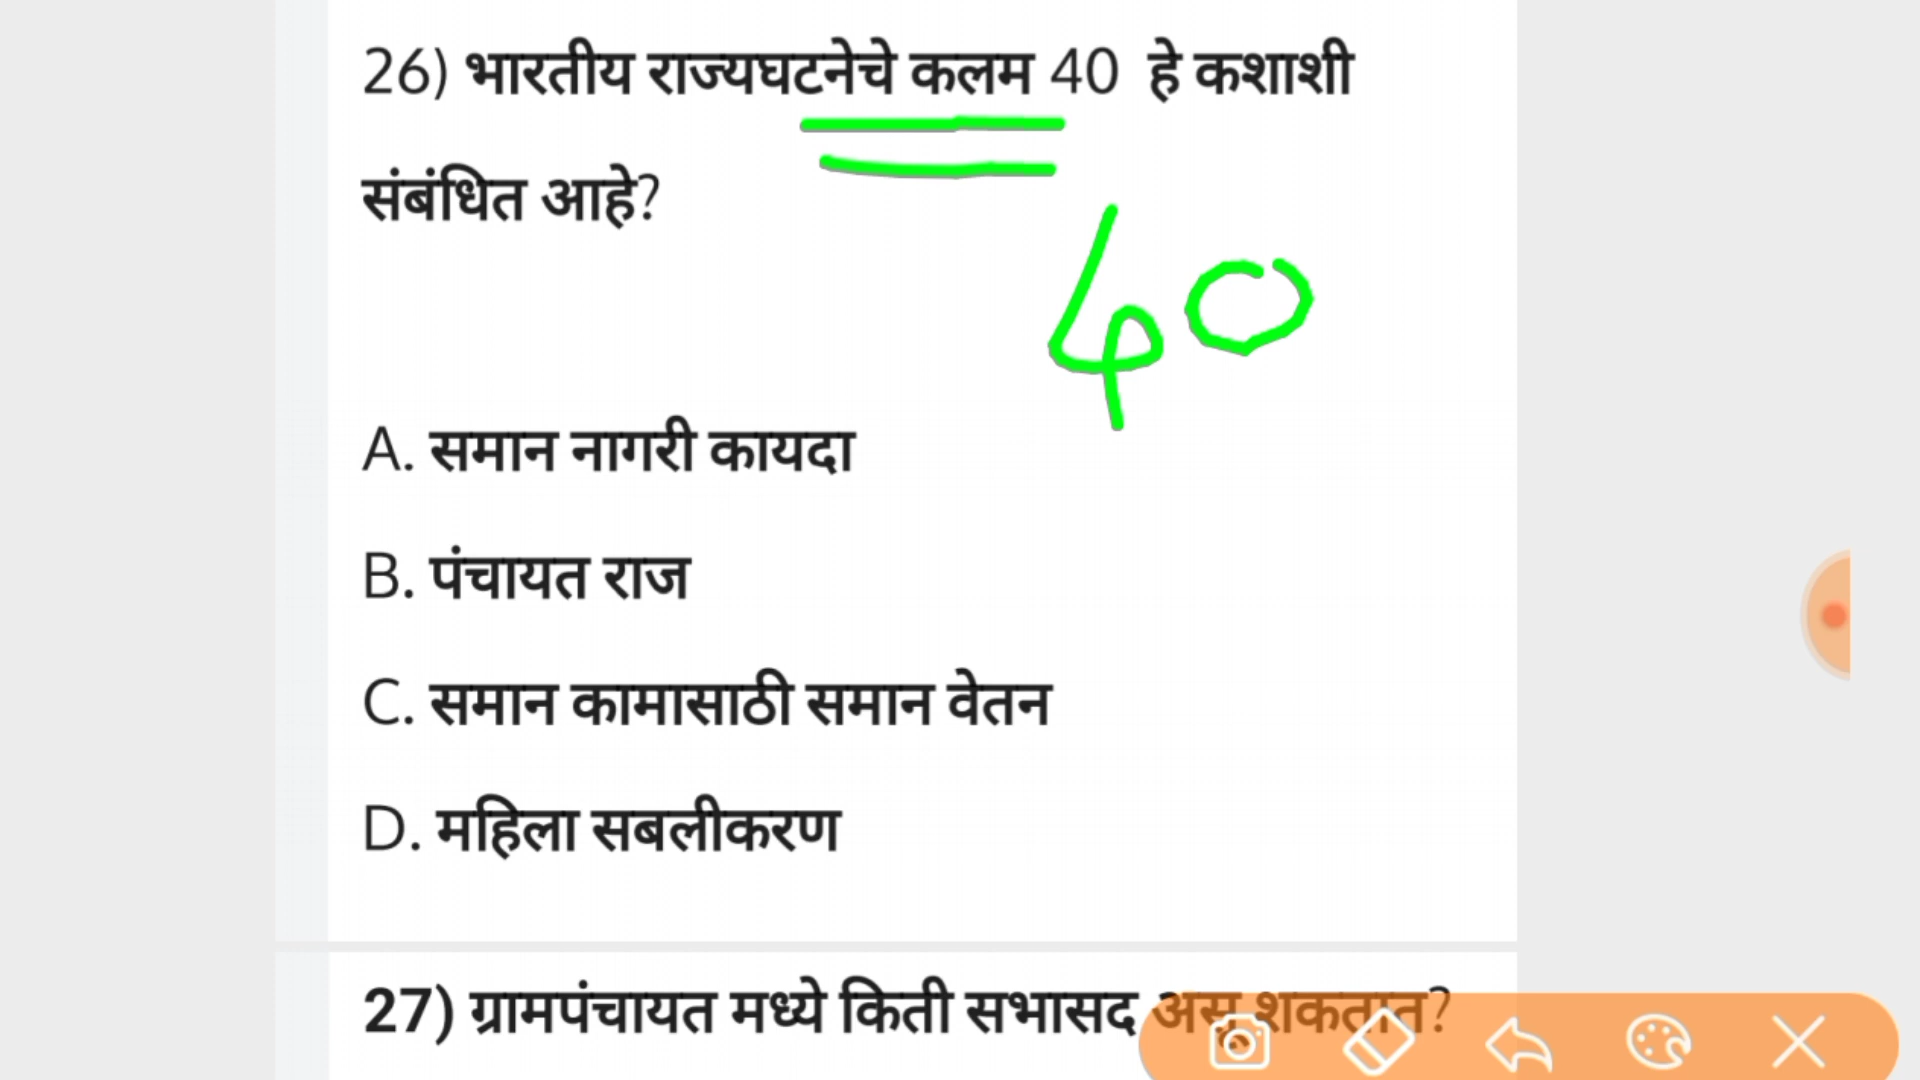 26) भारतीय राज्यघटनेचे कलम 40 हे कशाशी
संबंधित आहे?
40
A. समान नागरी कायदा
B. पंचायत राज
C. समान कामासाठी समान वेतन
D. महिला सबलीकरण
27) ग्रामपंचायत मध्ये किती सभासद असू शकतात?